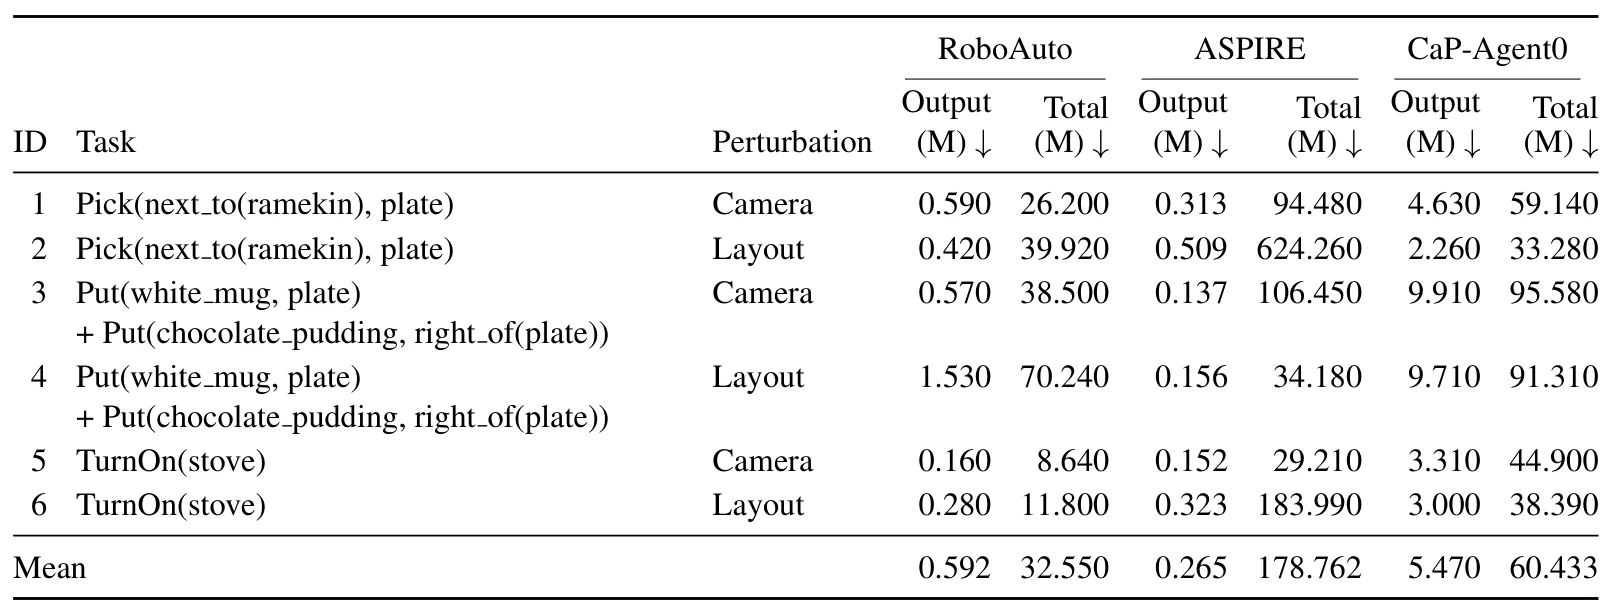 RoboAuto ASPIRE CaP-Agent0
Output Total Output Total Output Total
ID Task Perturbation (M) ↓ (M) ↓ (M) ↓ (M) ↓ (M) ↓ (M) ↓
1 Pick(next_to(ramekin), plate) Camera 0.590 26.200 0.313 94.480 4.630 59.140
2 Pick(next_to(ramekin), plate) Layout 0.420 39.920 0.509 624.260 2.260 33.280
3 Put(white_mug, plate) Camera 0.570 38.500 0.137 106.450 9.910 95.580
+ Put(chocolate_pudding, right_of(plate))
4 Put(white_mug, plate) Layout 1.530 70.240 0.156 34.180 9.710 91.310
+ Put(chocolate_pudding, right_of(plate))
5 TurnOn(stove) Camera 0.160 8.640 0.152 29.210 3.310 44.900
6 TurnOn(stove) Layout 0.280 11.800 0.323 183.990 3.000 38.390
Mean 0.592 32.550 0.265 178.762 5.470 60.433